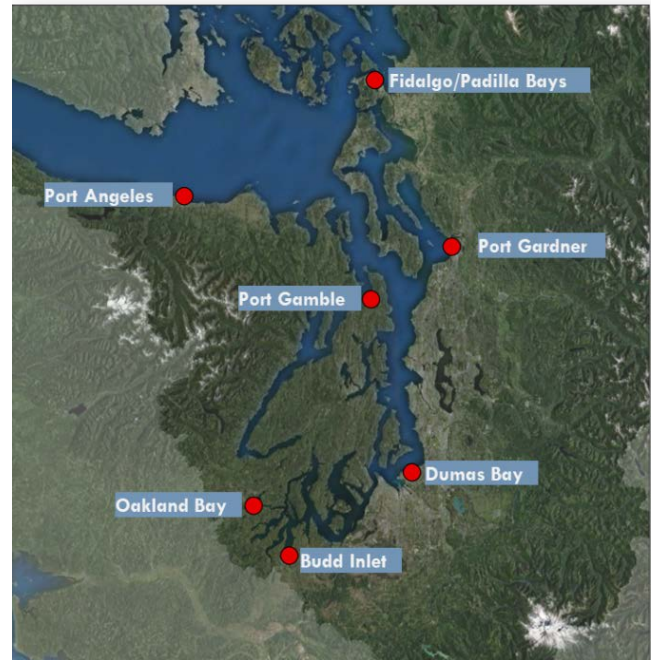 Fidalgo/Padilla Bays
Port Angeles
Port Gardner
Port Gamble
Dumas Bay
Oakland Bay
Budd Inlet